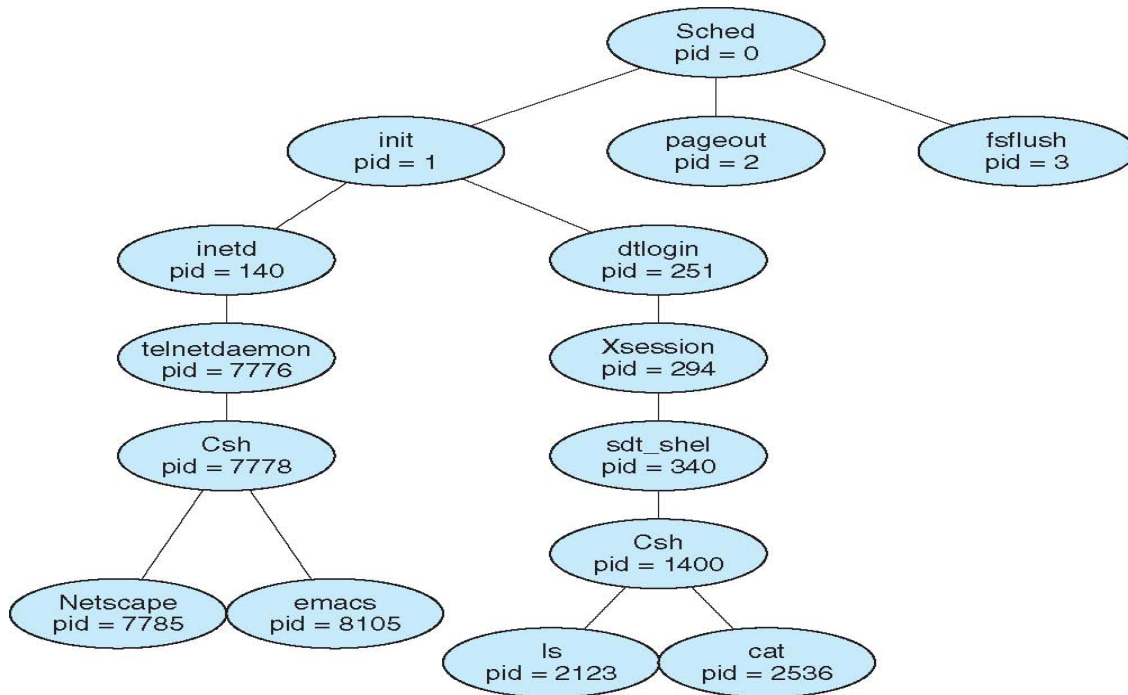 Sched
pid = 0
init
pid = 1
pageout
pid = 2
fsflush
pid = 3
inetd
pid = 140
dtlogin
pid = 251
telnetdaemon
pid = 7776
Xsession
pid = 294
Csh
pid = 7778
sdt_shel
pid = 340
Csh
pid = 1400
Netscape
pid = 7785
emacs
pid = 8105
ls
pid = 2123
cat
pid = 2536